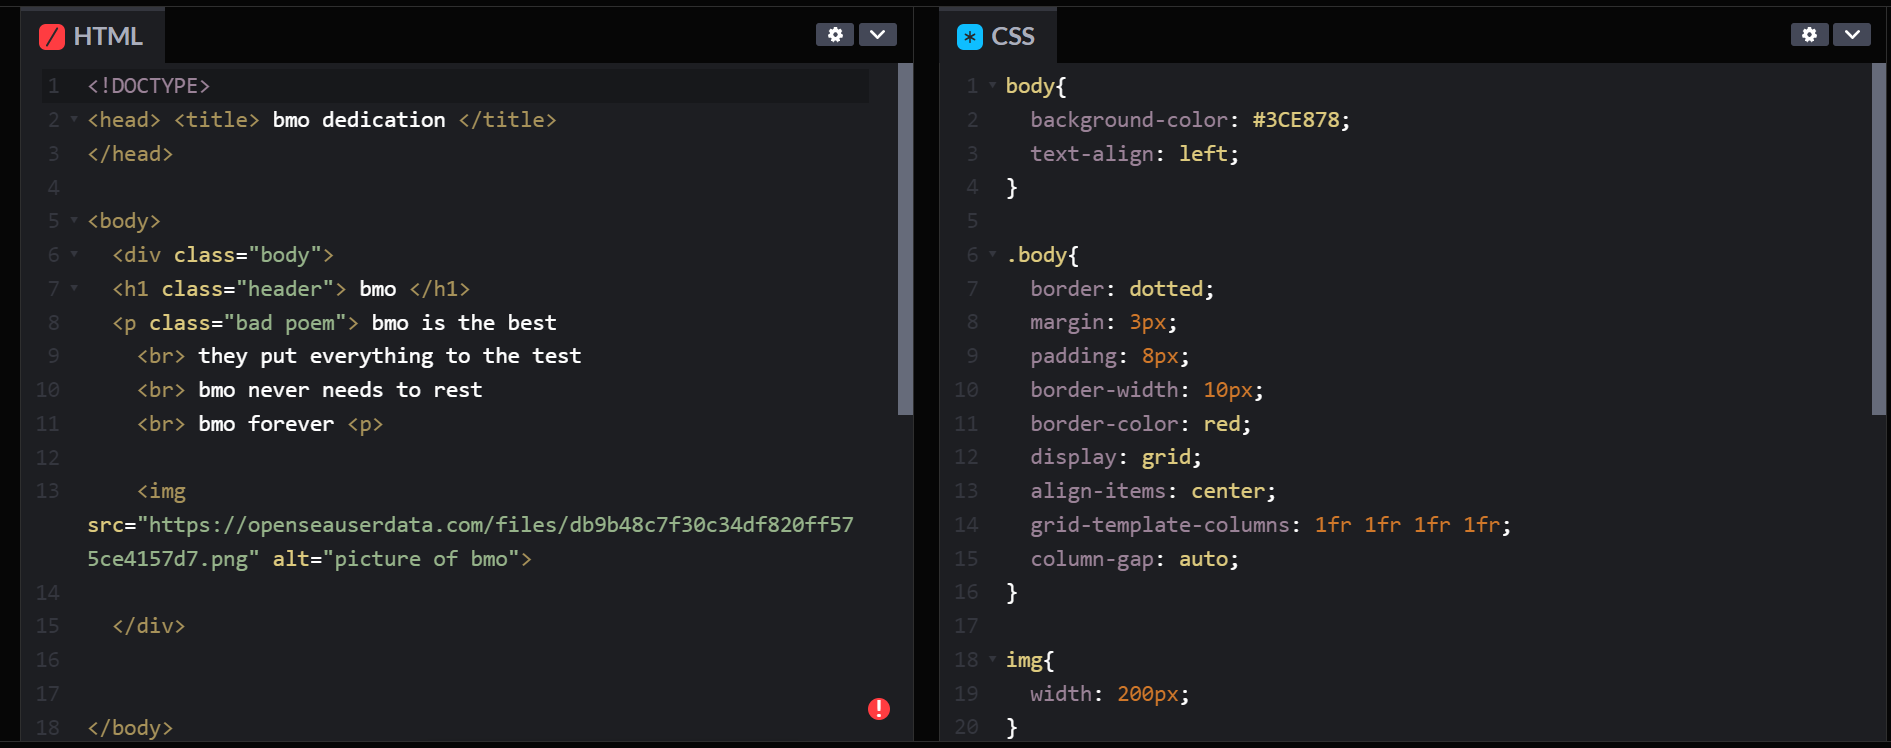 HTML
1 <!DOCTYPE>
2 <head> <title> bmo dedication </title>
3 </head>
4
5 <body>
6 <div class="body">
7 <h1 class="header"> bmo </h1>
8 <p class="bad poem"> bmo is the best
9 <br> they put everything to the test
10 <br> bmo never needs to rest
11 <br> bmo forever <p>
12
13 <img
src="https://openseauserdata.com/files/db9b48c7f30c34df820ff57
5ce4157d7.png" alt="picture of bmo">
14
15 </div>
16
17
18 </body>
CSS
1 body{
2 background-color: #3CE878;
3 text-align: left;
4 }
5
6 .body{
7 border: dotted;
8 margin: 3px;
9 padding: 8px;
10 border-width: 10px;
11 border-color: red;
12 display: grid;
13 align-items: center;
14 grid-template-columns: 1fr 1fr 1fr 1fr;
15 column-gap: auto;
16 }
17
18 img{
19 width: 200px;
20 }